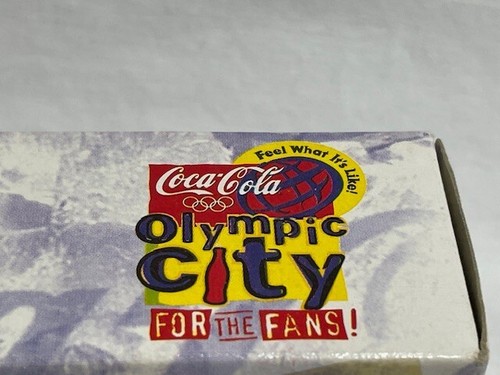 Feel What It's Like!
Coca-Cola
Olympic
City
FOR THE FANS!